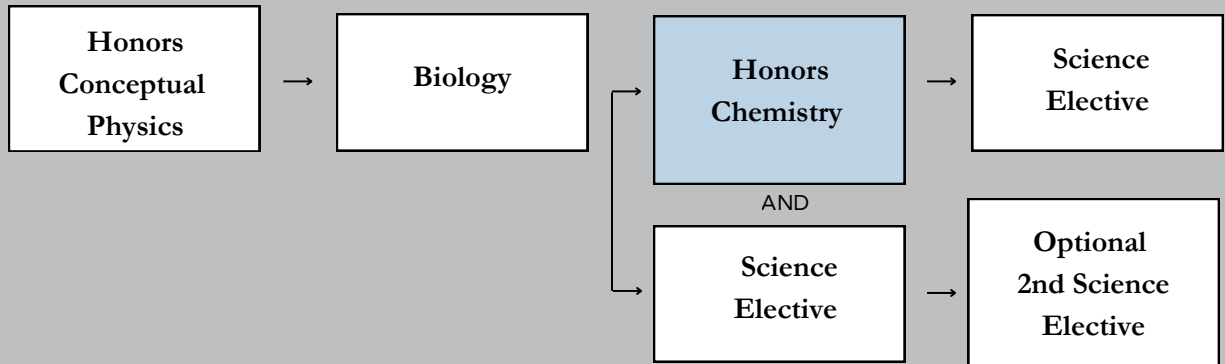 Honors
Conceptual
Physics
Biology
Honors
Chemistry
Science
Elective
AND
Science
Elective
Optional
2nd Science
Elective